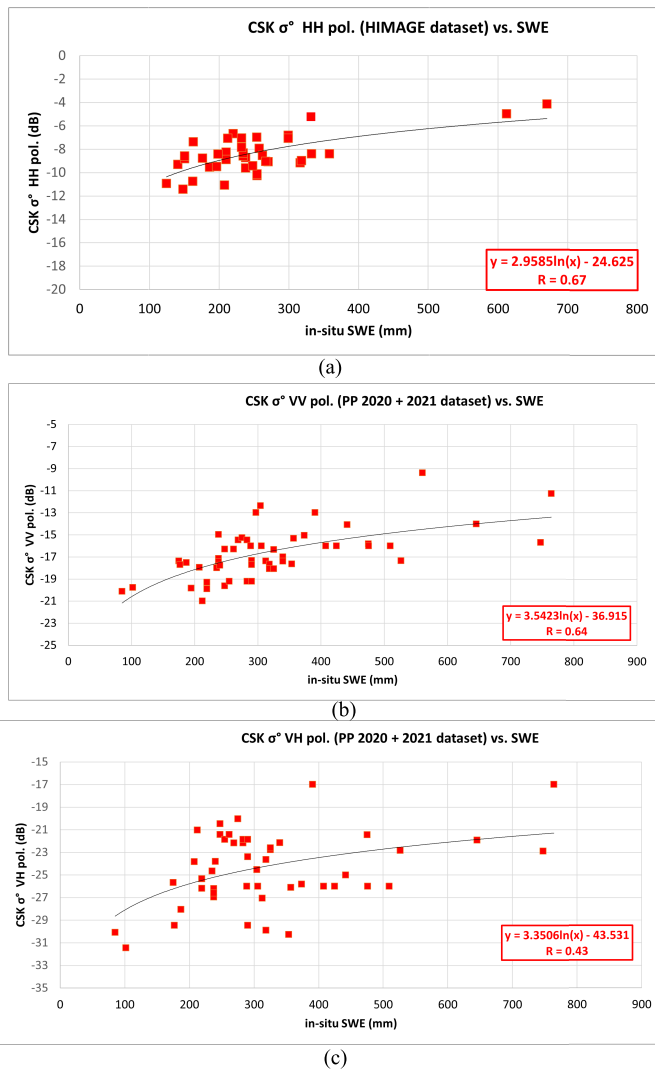 CSK σ° HH pol. (HIMAGE dataset) vs. SWE
CSK σ° HH pol. (dB)
0
-2
-4
-6
-8
-10
-12
-14
-16
-18
-20
y = 2.9585ln(x) - 24.625
R = 0.67
0 100 200 300 400 500 600 700 800
in-situ SWE (mm)
(a)
CSK σ° VV pol. (PP 2020 + 2021 dataset) vs. SWE
CSK σ° VV pol. (dB)
-5
-7
-9
-11
-13
-15
-17
-19
-21
-23
-25
y = 3.5423ln(x) - 36.915
R = 0.64
0 100 200 300 400 500 600 700 800 900
in-situ SWE (mm)
(b)
CSK σ° VH pol. (PP 2020 + 2021 dataset) vs. SWE
CSK σ° VH pol. (dB)
-15
-17
-19
-21
-23
-25
-27
-29
-31
-33
-35
y = 3.3506ln(x) - 43.531
R = 0.43
0 100 200 300 400 500 600 700 800 900
in-situ SWE (mm)
(c)